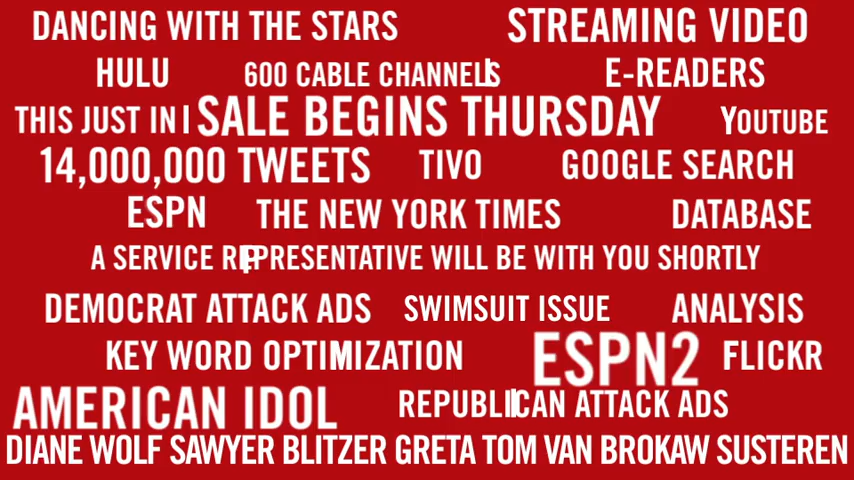 DANCING WITH THE STARS STREAMING VIDEO
HULU 600 CABLE CHANNELS E-READERS
THIS JUST IN SALE BEGINS THURSDAY YOUTUBE
14,000,000 TWEETS TIVO GOOGLE SEARCH
ESPN THE NEW YORK TIMES DATABASE
A SERVICE REPRESENTATIVE WILL BE WITH YOU SHORTLY
DEMOCRAT ATTACK ADS SWIMSUIT ISSUE ANALYSIS
KEY WORD OPTIMIZATION ESPN2 FLICKR
AMERICAN IDOL REPUBLICAN ATTACK ADS
DIANE WOLF SAWYER BLITZER GRETA TOM VAN BROKAW SUSTEREN